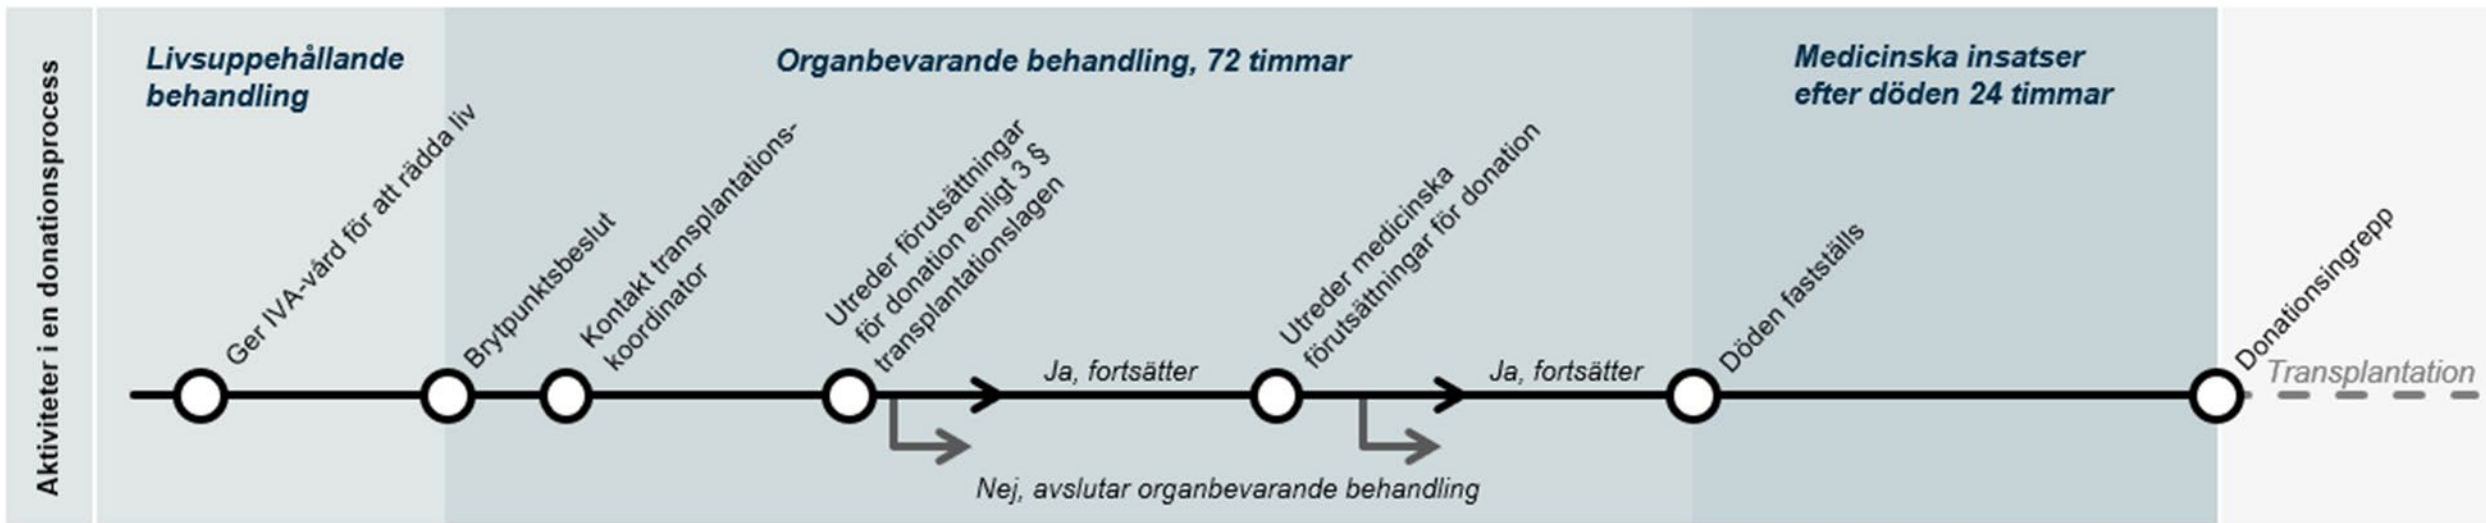 Aktiviteter i en donationsprocess
Livsuppehållande
behandling
Organbevarande behandling, 72 timmar
Medicinska insatser
efter döden 24 timmar
Ger IVA-vård för att rädda liv
Brytpunktsbeslut
Kontakt transplantations-
koordinator
Utreder förutsättningar
för donation enligt 3 §
transplantationslagen
Ja, fortsätter
Utreder medicinska
förutsättningar för donation
Ja, fortsätter
Döden fastställs
Donationsingrepp
Transplantation
Nej, avslutar organbevarande behandling